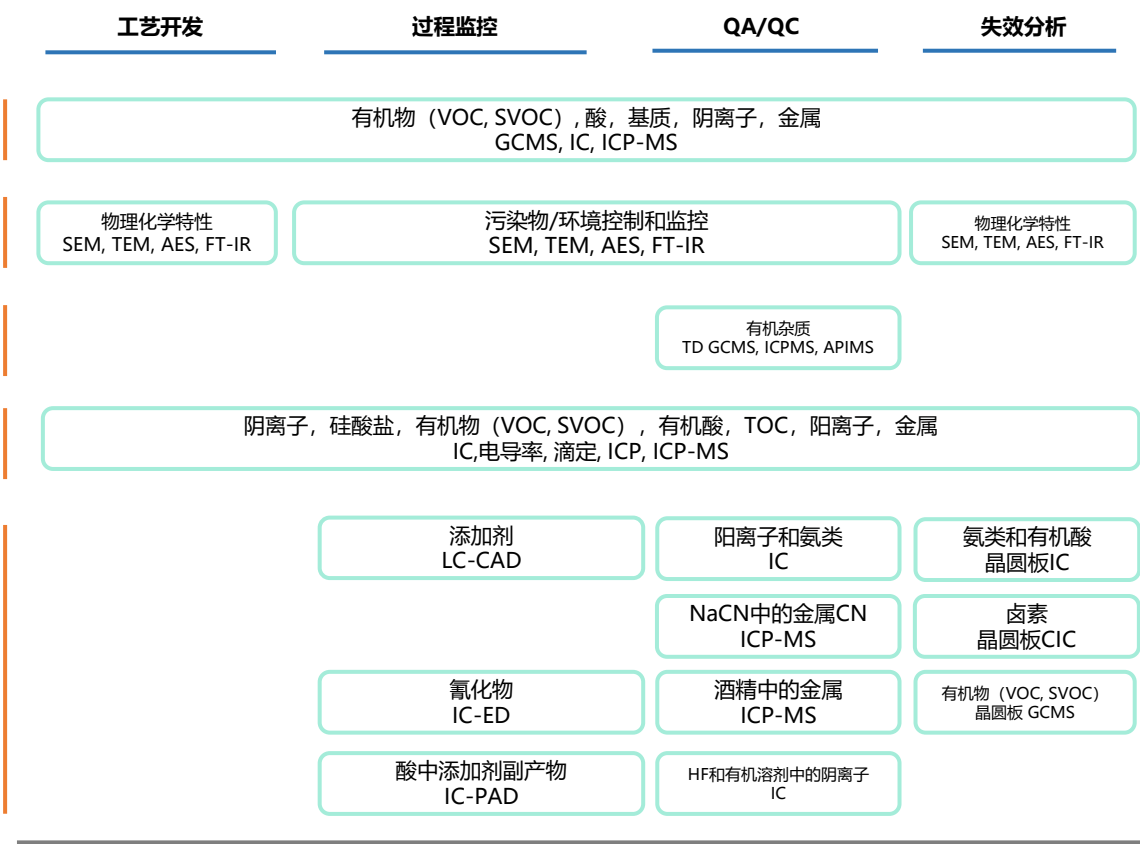 工艺开发
过程监控
QA/QC
失效分析
有机物（VOC, SVOC）, 酸，基质，阴离子，金属
GCMS, IC, ICP-MS
物理化学特性
SEM, TEM, AES, FT-IR
污染物/环境控制和监控
SEM, TEM, AES, FT-IR
物理化学特性
SEM, TEM, AES, FT-IR
有机杂质
TD GCMS, ICPMS, APIMS
阴离子，硅酸盐，有机物（VOC, SVOC）, 有机酸，TOC，阳离子，金属
IC,电导率, 滴定, ICP, ICP-MS
添加剂
LC-CAD
阳离子和氨类
IC
氨类和有机酸
晶圆板IC
NaCN中的金属CN
ICP-MS
卤素
晶圆板CIC
氰化物
IC-ED
酒精中的金属
ICP-MS
有机物（VOC, SVOC）
晶圆板 GCMS
酸中添加剂副产物
IC-PAD
HF和有机溶剂中的阴离子
IC